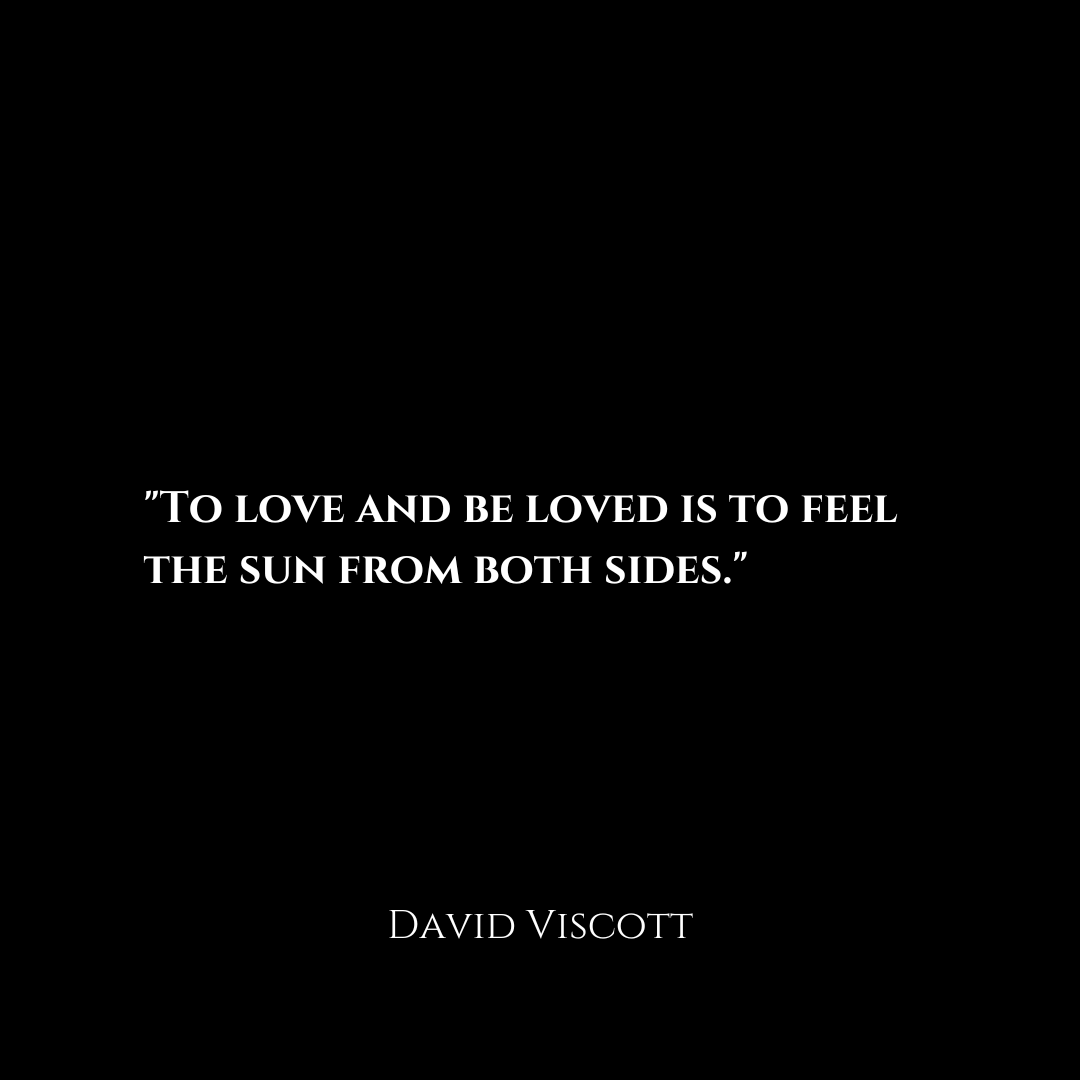 "To love and be loved is to feel
the sun from both sides."
David Viscott